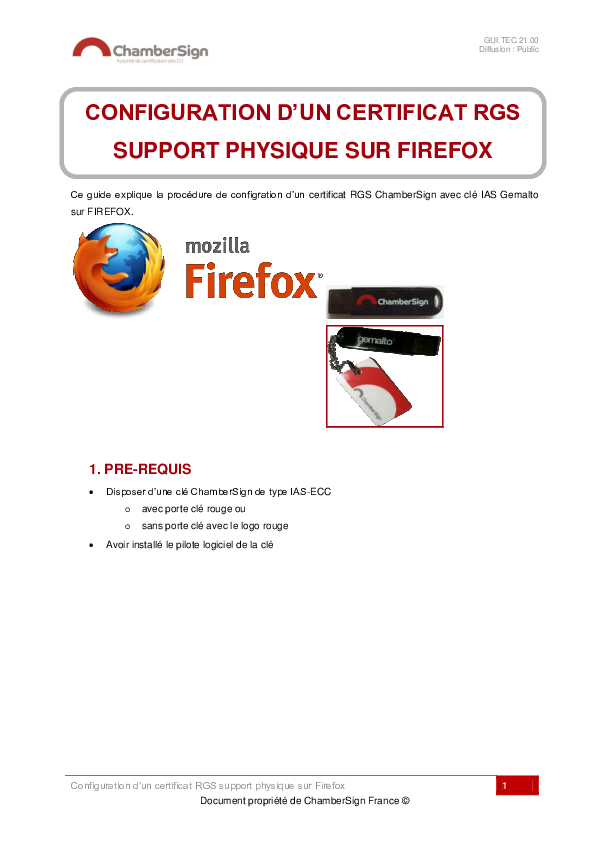 ChamberSign
Autorité de certification des CCI
GUI.TEC.21.00
Diffusion : Public
CONFIGURATION D’UN CERTIFICAT RGS
SUPPORT PHYSIQUE SUR FIREFOX
Ce guide explique la procédure de configration d’un certificat RGS ChamberSign avec clé IAS Gemalto
sur FIREFOX.
mozilla
Firefox®
ChamberSign
gemalto
ChamberSign
1. PRE-REQUIS
• Disposer d’une clé ChamberSign de type IAS-ECC
o avec porte clé rouge ou
o sans porte clé avec le logo rouge
• Avoir installé le pilote logiciel de la clé
Configuration d’un certificat RGS support physique sur Firefox
1
Document propriété de ChamberSign France ©